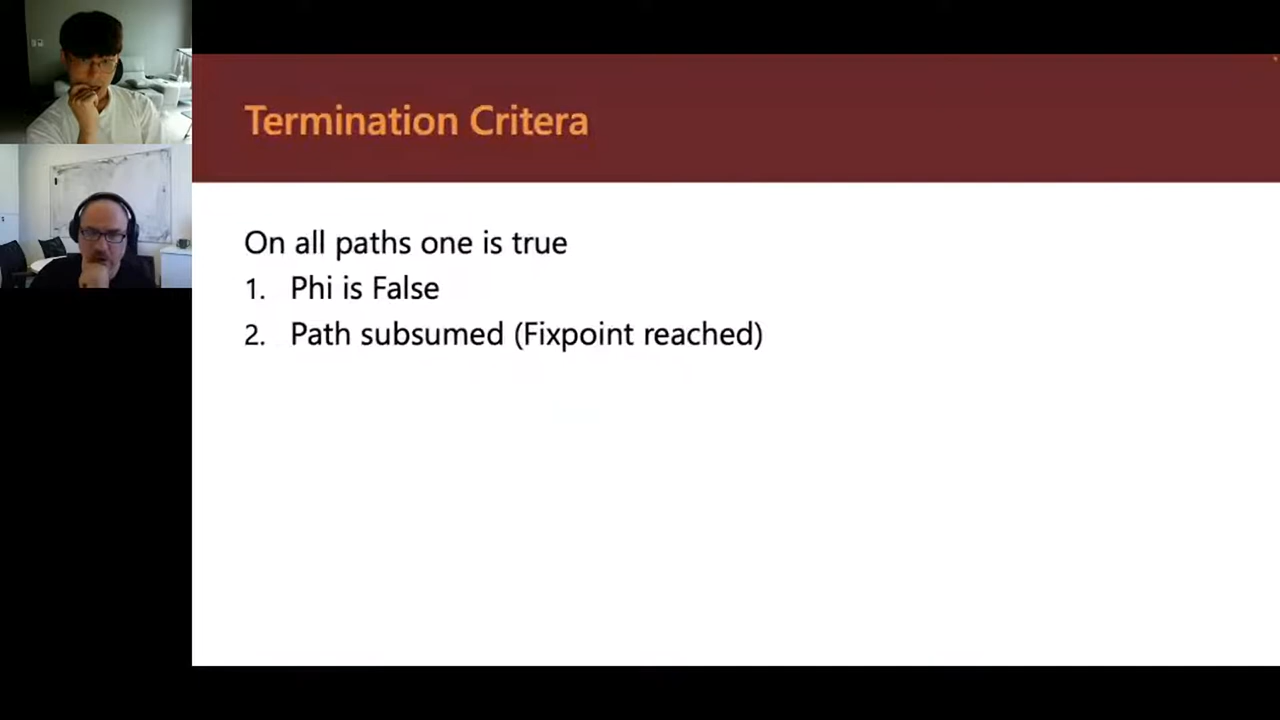 Termination Critera
On all paths one is true
1. Phi is False
2. Path subsumed (Fixpoint reached)